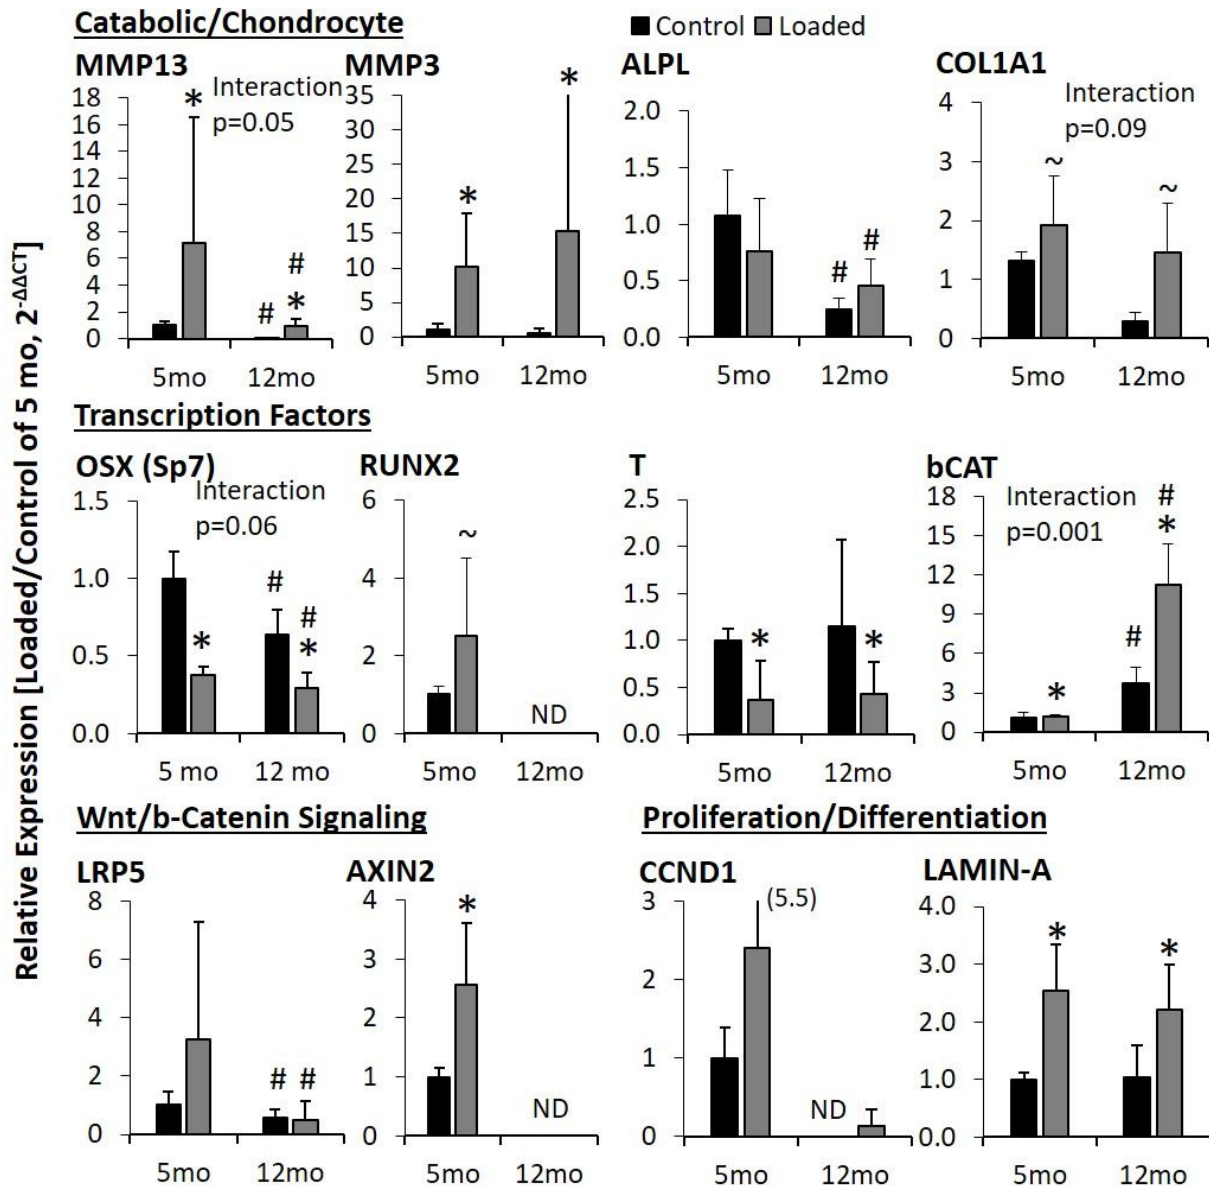 Catabolic/Chondrocyte
Control Loaded
MMP13 MMP3 ALPL COL1A1
Interaction
p=0.05
Interaction
p=0.09
18
16
14
12
10
8
6
4
2
0
* # # *
5mo 12mo
35
30
25
20
15
10
5
0
* *
5mo 12mo
2.0
1.5
1.0
0.5
0.0
# #
5mo 12mo
4
3
2
1
0
~ ~
5mo 12mo
Relative Expression [Loaded/Control of 5 mo, 2-ΔΔCT]
Transcription Factors
OSX (Sp7) RUNX2 T bCAT
Interaction
p=0.06
Interaction
p=0.001
1.5
1.0
0.5
0.0
* # # *
5 mo 12 mo
6
4
2
0
~
ND
5mo 12mo
2.5
2.0
1.5
1.0
0.5
0.0
* *
5mo 12mo
18
15
12
9
6
3
0
* # # *
5mo 12mo
Wnt/b-Catenin Signaling Proliferation/Differentiation
LRP5 AXIN2 CCND1 LAMIN-A
8
6
4
2
0
# #
5mo 12mo
4
3
2
1
0
*
ND
5mo 12mo
3
2
1
0
(5.5)
ND
5mo 12mo
4.0
3.0
2.0
1.0
0.0
* *
5mo 12mo